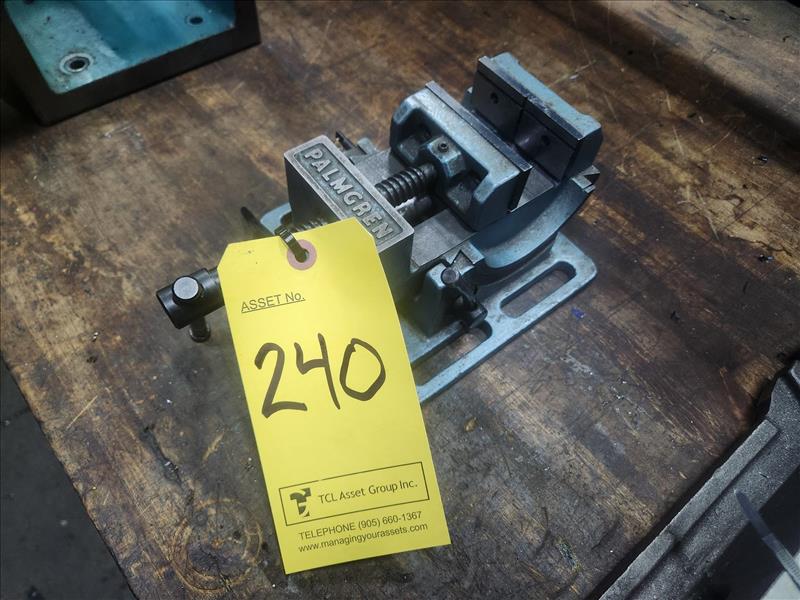 PALMGREN
ASSET No.
240
TCL Asset Group Inc.
TELEPHONE (905) 660-1367
www.managingyourassets.com